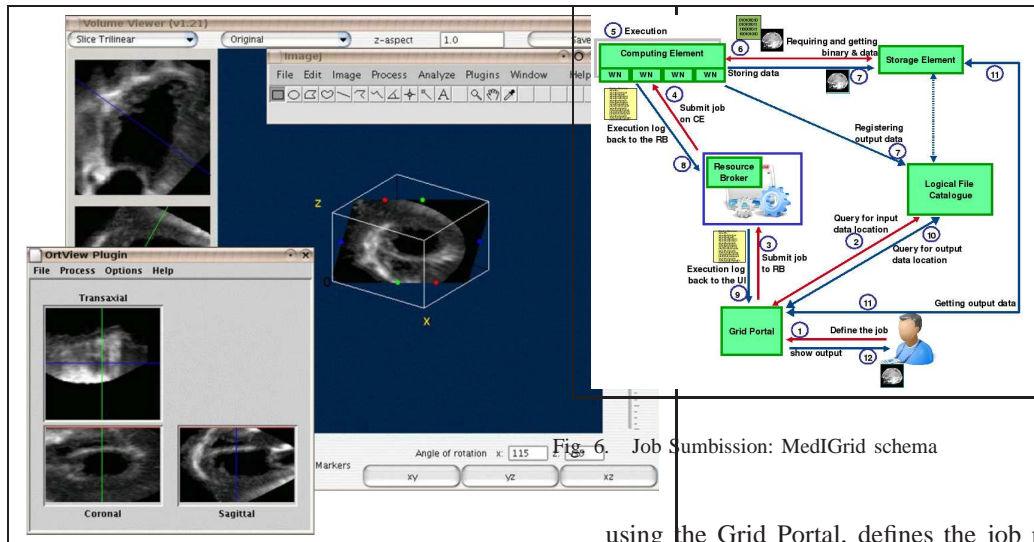 Volume Viewer (v1.21)
Slice Trilinear
Original
z-aspect
1.0
Save
ImageJ
File Edit Image Process Analyze Plugins Window Help
A
z
0
x
OrtView Plugin
File Process Options Help
Transaxial
Coronal
Sagittal
Markers
Angle of rotation x: 115 z:
xy
yz
xz
5 Execution
Computing Element
WN WN WN WN
6
Requiring and getting
binary & data
Storing data
7
Storage Element
11
4
Submit job
on CE
Execution log
back to the RB
8
Registering
output data
7
Resource
Broker
Logical File
Catalogue
Query for input
data location
2
10
Query for output
data location
3
Submit job
to RB
Execution log
back to the UI
9
11
Getting output data
Grid Portal
1
Define the job
show output
12
Fig. 6. Job Sumbission: MedIGrid schema
using the Grid Portal, defines the job